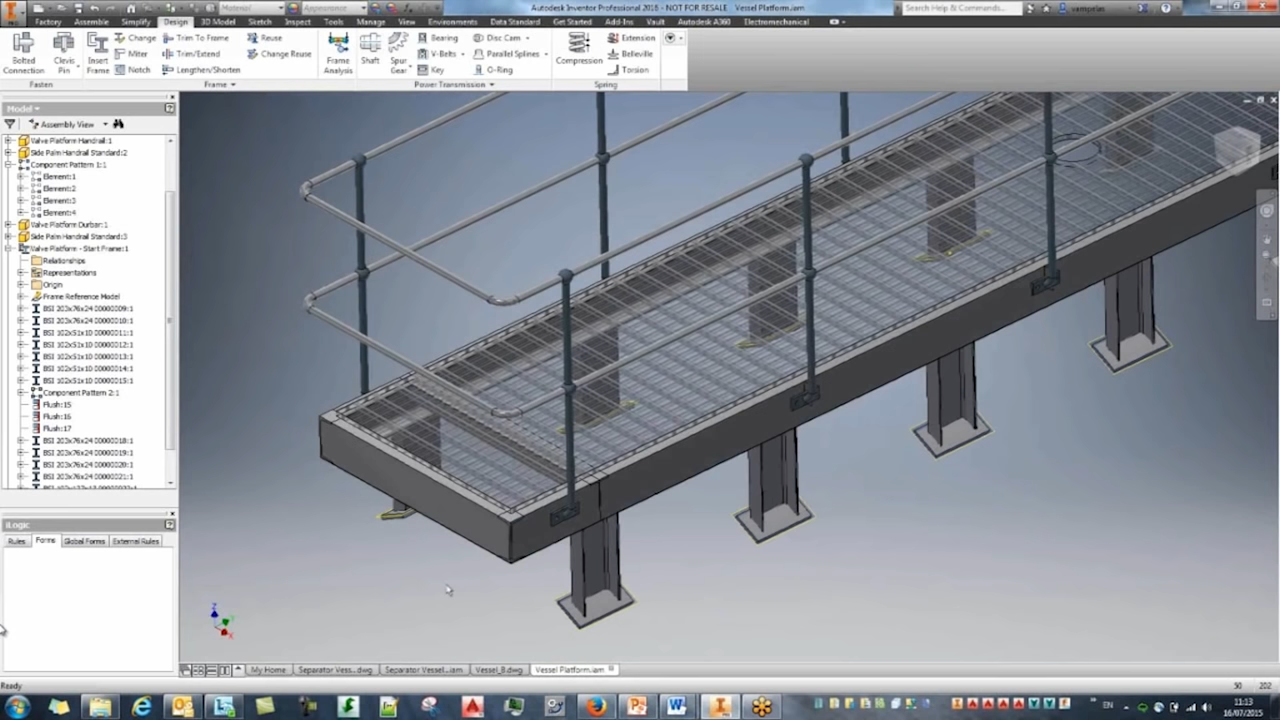 Material
Appearance
Autodesk Inventor Professional 2016 - NOT FOR RESALE Vessel Platform.iam
Search Help & Commands...
vampelas
Factory Assemble Simplify Design 3D Model Sketch Inspect Tools Manage View Environments Data Standard Get Started Add-Ins Vault Autodesk A360 Electromechanical
Bolted Connection
Clevis Pin
Insert Frame
Change
Miter
Notch
Trim To Frame
Trim/Extend
Lengthen/Shorten
Reuse
Change Reuse
Frame Analysis
Shaft
Spur Gear
Bearing
V-Belts
Key
Disc Cam
Parallel Splines
O-Ring
Compression
Extension
Belleville
Torsion
Fasten
Frame
Power Transmission
Spring
Model
Assembly View
Valve Platform Handrail:1
Side Palm Handrail Standard:2
Component Pattern 1:1
Element:1
Element:2
Element:3
Element:4
Valve Platform Durbar:1
Side Palm Handrail Standard:3
Valve Platform - Start Frame:1
Relationships
Representations
Origin
Frame Reference Model
BSI 203x76x24 00000009:1
BSI 203x76x24 00000010:1
BSI 102x51x10 00000011:1
BSI 102x51x10 00000012:1
BSI 102x51x10 00000013:1
BSI 102x51x10 00000014:1
BSI 102x51x10 00000015:1
Component Pattern 2:1
Flush:15
Flush:16
Flush:17
BSI 203x76x24 00000018:1
BSI 203x76x24 00000019:1
BSI 203x76x24 00000020:1
BSI 203x76x24 00000021:1
iLogic
Rules Forms Global Forms External Rules
Z
X
My Home Separator Vess...dwg Separator Vessel...iam Vessel_B.dwg Vessel Platform.iam
Ready
50 202
EN
11:13
16/07/2015